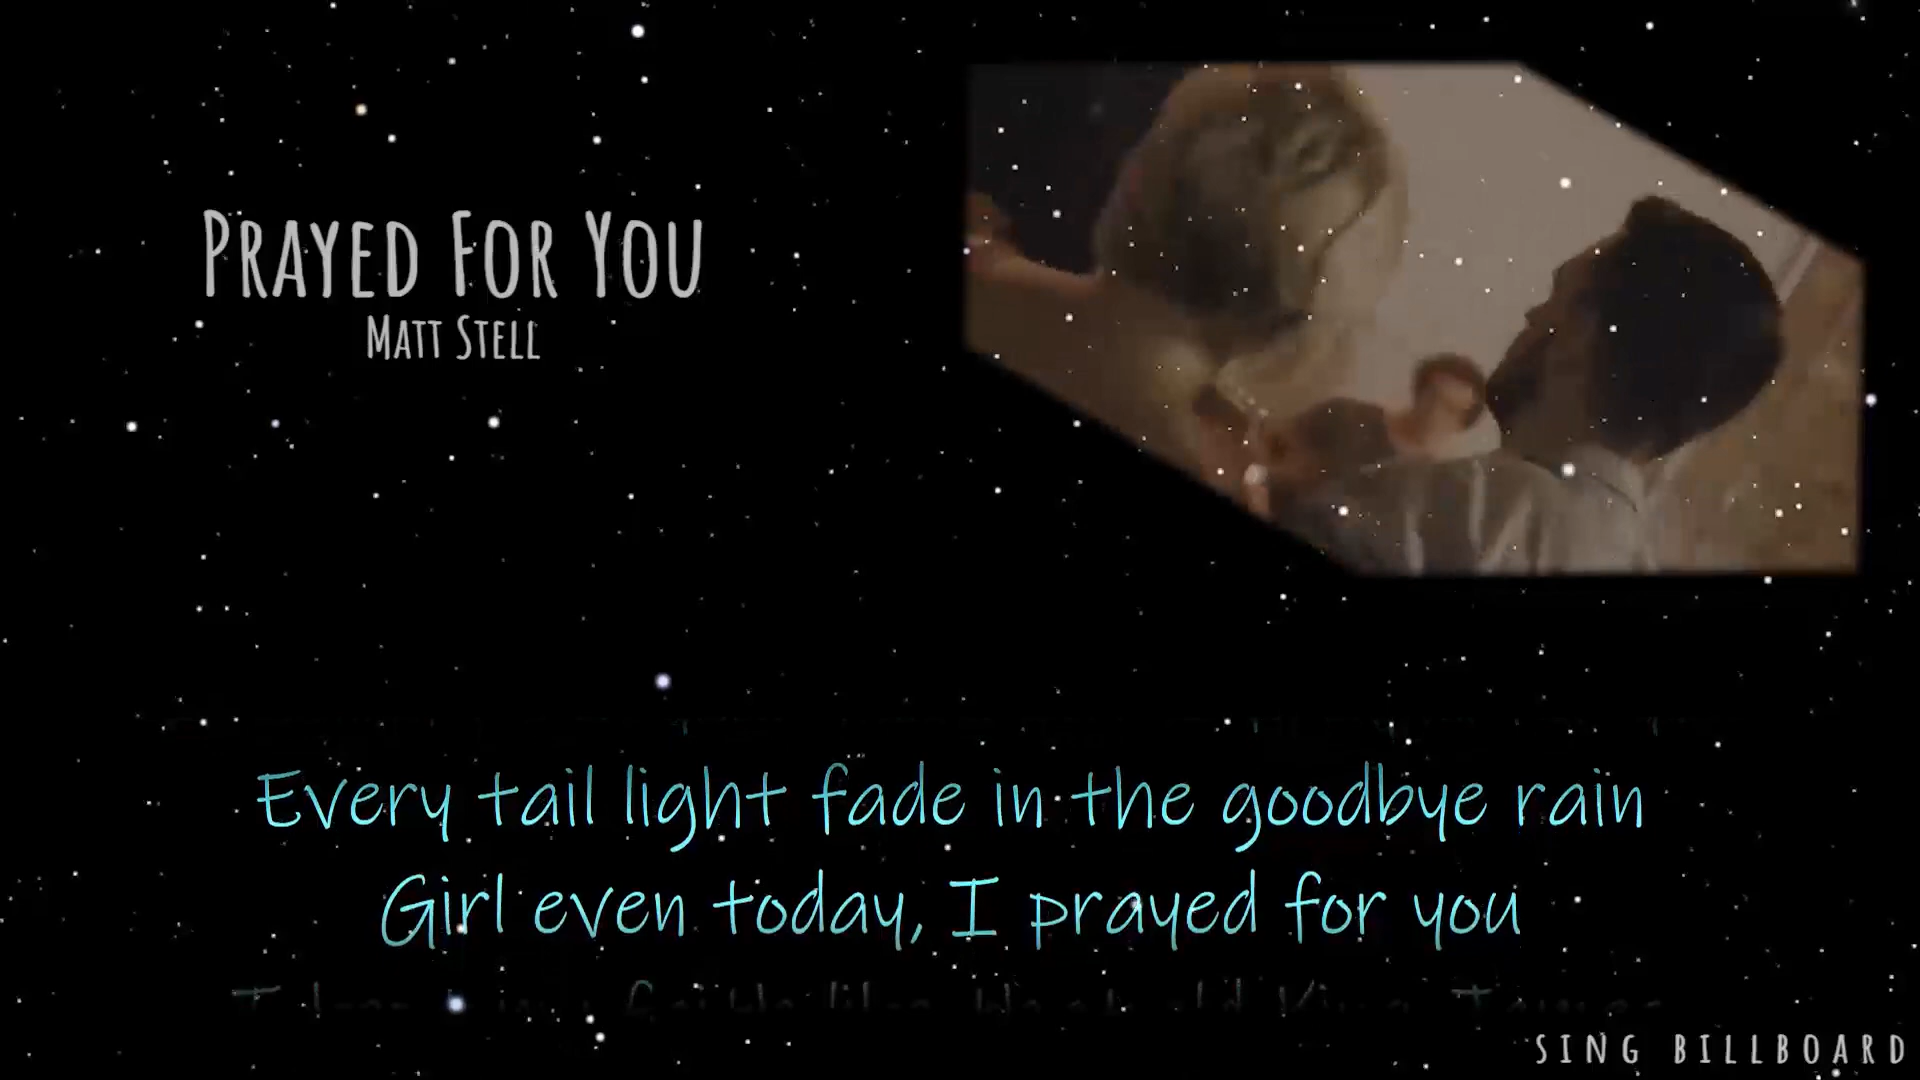 PRAYED FOR YOU
MATT STELL
Every tail light fade in the goodbye rain
Girl even today, I prayed for you
SING BILLBOARD